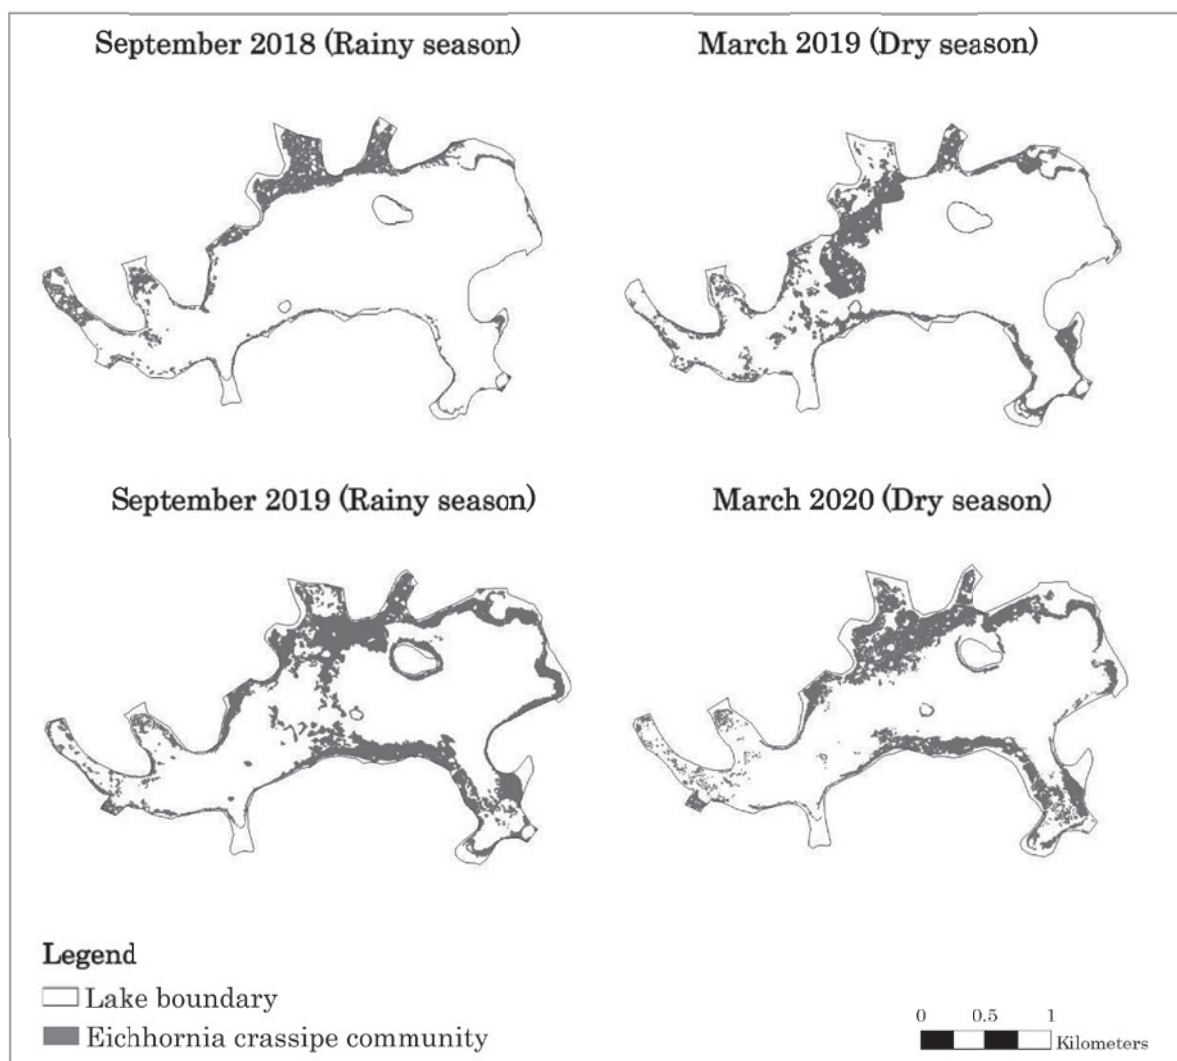 September 2018 (Rainy season)
March 2019 (Dry season)
September 2019 (Rainy season)
March 2020 (Dry season)
Legend
Lake boundary
Eichhornia crassipe community
0 0.5 1
Kilometers